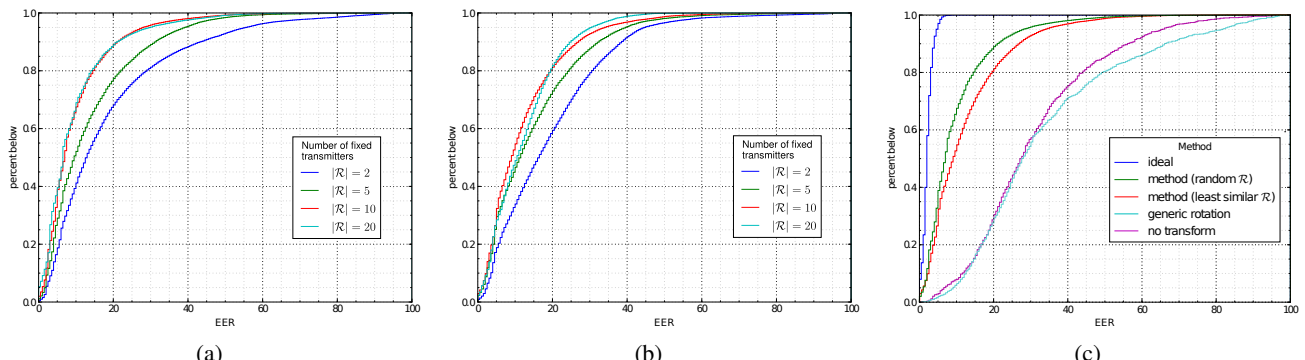 1.0
0.8
0.6
0.4
0.2
0.0
percent below
0 20 40 60 80 100
EER
Number of fixed
transmitters
|ℛ| = 2
|ℛ| = 5
|ℛ| = 10
|ℛ| = 20
(a)
1.0
0.8
0.6
0.4
0.2
0.0
percent below
0 20 40 60 80 100
EER
Number of fixed
transmitters
|ℛ| = 2
|ℛ| = 5
|ℛ| = 10
|ℛ| = 20
(b)
1.0
0.8
0.6
0.4
0.2
0.0
percent below
0 20 40 60 80 100
EER
Method
ideal
method (random ℛ)
method (least similar ℛ)
generic rotation
no transform
(c)